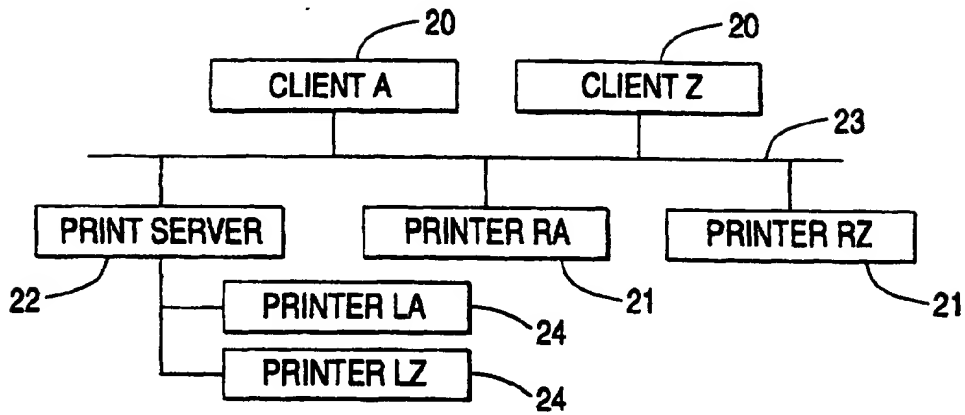 20
20
CLIENT A
CLIENT Z
23
PRINT SERVER
PRINTER RA
PRINTER RZ
22
PRINTER LA
24
21
21
PRINTER LZ
24